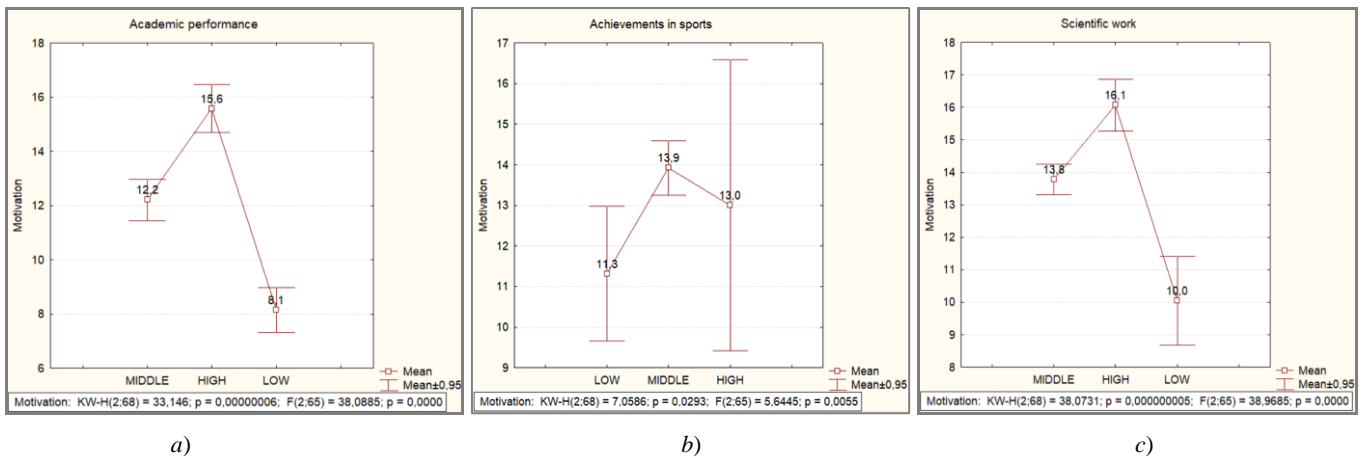 Academic performance
18
16
14
12
10
8
6
Motivation
15,6
12,2
8,1
MIDDLE HIGH LOW
Mean
Mean±0,95
Motivation: KW-H(2;68) = 33,146; p = 0,00000006; F(2;65) = 38,0885; p = 0,0000
a)
Achievements in sports
17
16
15
14
13
12
11
10
9
Motivation
13,9
13,0
11,3
LOW MIDDLE HIGH
Mean
Mean±0,95
Motivation: KW-H(2;68) = 7,0586; p = 0,0293; F(2;65) = 5,6445; p = 0,0055
b)
Scientific work
18
17
16
15
14
13
12
11
10
9
8
Motivation
16,1
13,8
10,0
MIDDLE HIGH LOW
Mean
Mean±0,95
Motivation: KW-H(2;68) = 38,0731; p = 0,000000005; F(2;65) = 38,9685; p = 0,0000
c)